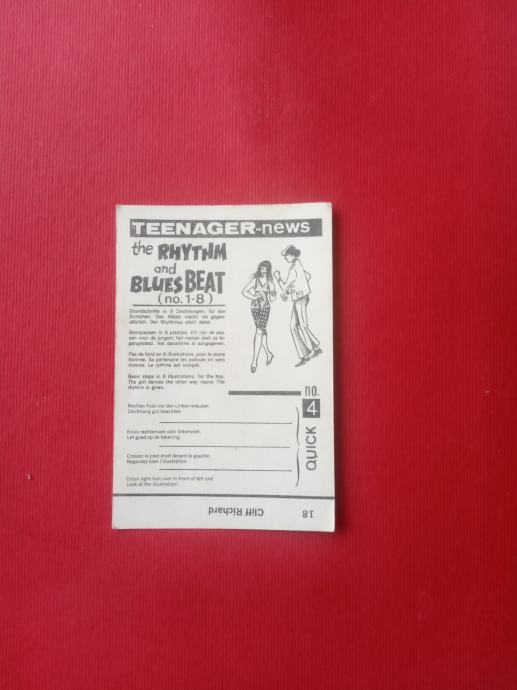 TEENAGER-news
the RHYTHM
and
BLUES BEAT
(no. 1-8)
Grundschritte in 8 Zeichnungen, für den
Burschen. Das Mädel macht sie gegen-
sätzlich. Der Rhythmus steht dabei.
Basispassen in 8 plaatjes. Dit zijn de pas-
sen voor de jongen; het meisje doet ze te-
gengesteld. Het dansritme is aangegeven.
Pas de fond en 8 illustrations, pour le jeune
homme. Sa partenaire les exécute en sens
inverse. Le rythme est indiqué.
Basic steps in 8 illustrations, for the boy.
The girl dances the other way round. The
rhythm is given.
no.
4
QUICK
Rechter Fuss vor den Linken kreuzen.
Zeichnung gut beachten.
Kruis rechtervoet vóór linkervoet.
Let goed op de tekening.
Croisez le pied droit devant le gauche.
Regardez bien l'illustration.
Cross right foot over in front of left one!
Look at the illustration!
18
Cliff Richard